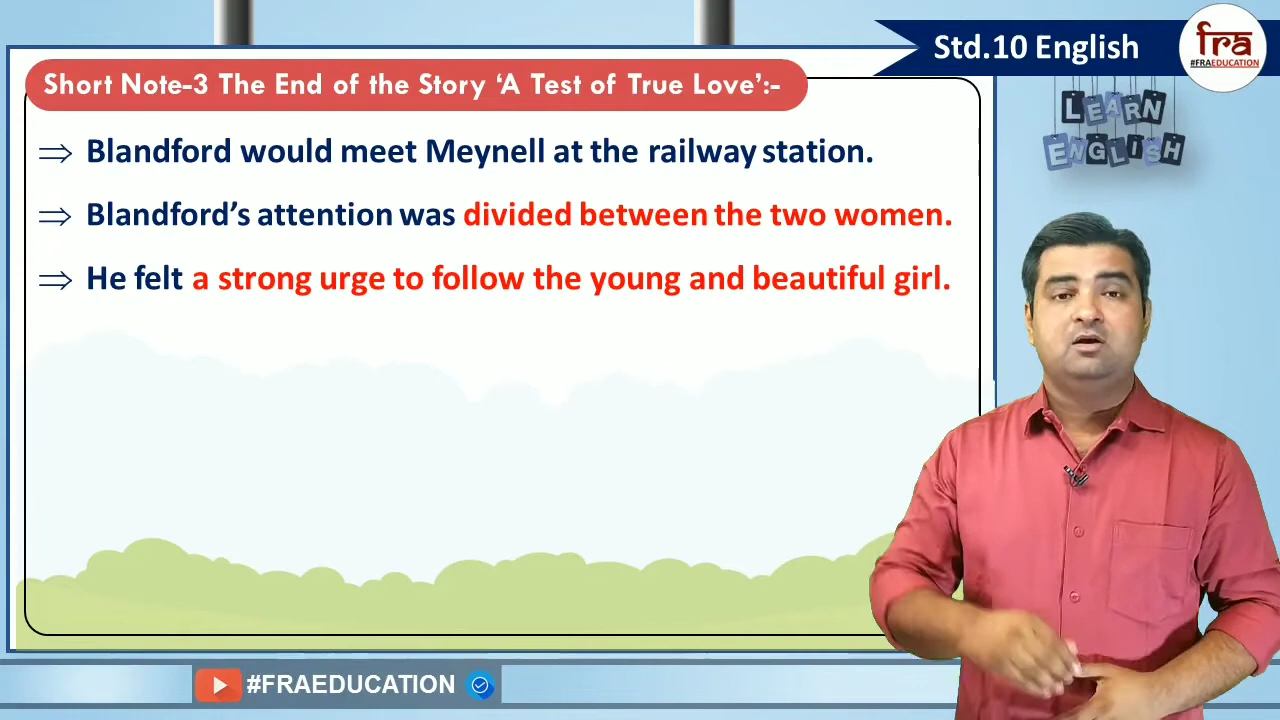 Std.10 English
fra
#FRAEDUCATION
LEARN
ENGLISH
Short Note-3 The End of the Story ‘A Test of True Love’:-
⇒ Blandford would meet Meynell at the railway station.
⇒ Blandford’s attention was divided between the two women.
⇒ He felt a strong urge to follow the young and beautiful girl.
#FRAEDUCATION